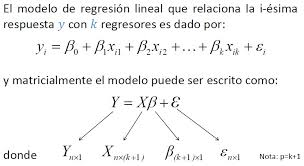 El modelo de regresión lineal que relaciona la i-ésima
respuesta y con k regresores es dado por:
yᵢ = β₀ + β₁xᵢ₁ + β₂xᵢ₂ + ... + βₖxᵢₖ + εᵢ
y matricialmente el modelo puede ser escrito como:
Y = Xβ + ε
donde Yₙₓ₁ Xₙₓ₍ₖ₊₁₎ β₍ₖ₊₁₎ₓ₁ εₙₓ₁ Nota: p=k+1